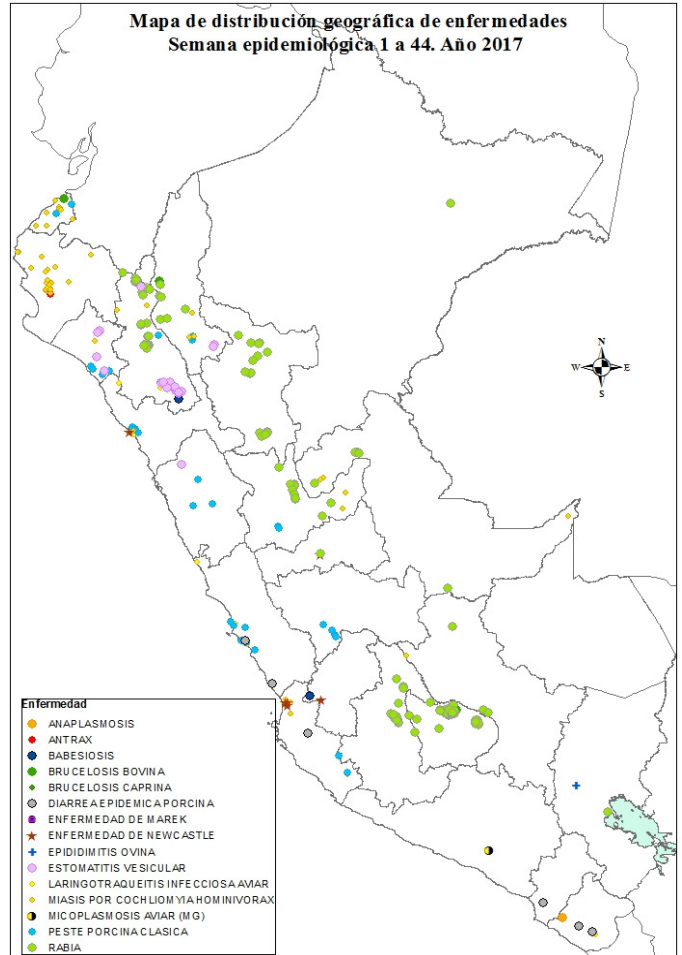 Mapa de distribución geográfica de enfermedades
Semana epidemiológica 1 a 44. Año 2017
N
W E
S
Enfermedad
ANAPLASMOSIS
ANTRAX
BABESIOSIS
BRUCELOSIS BOVINA
BRUCELOSIS CAPRINA
DIARREA EPIDEMICA PORCINA
ENFERMEDAD DE MAREK
ENFERMEDAD DE NEWCASTLE
EPIDIDIMITIS OVINA
ESTOMATITIS VESICULAR
LARINGOTRAQUEITIS INFECCIOSA AVIAR
MIASIS POR COCHLIOMYIA HOMINIVORAX
MICOPLASMOSIS AVIAR (MG)
PESTE PORCINA CLASICA
RABIA